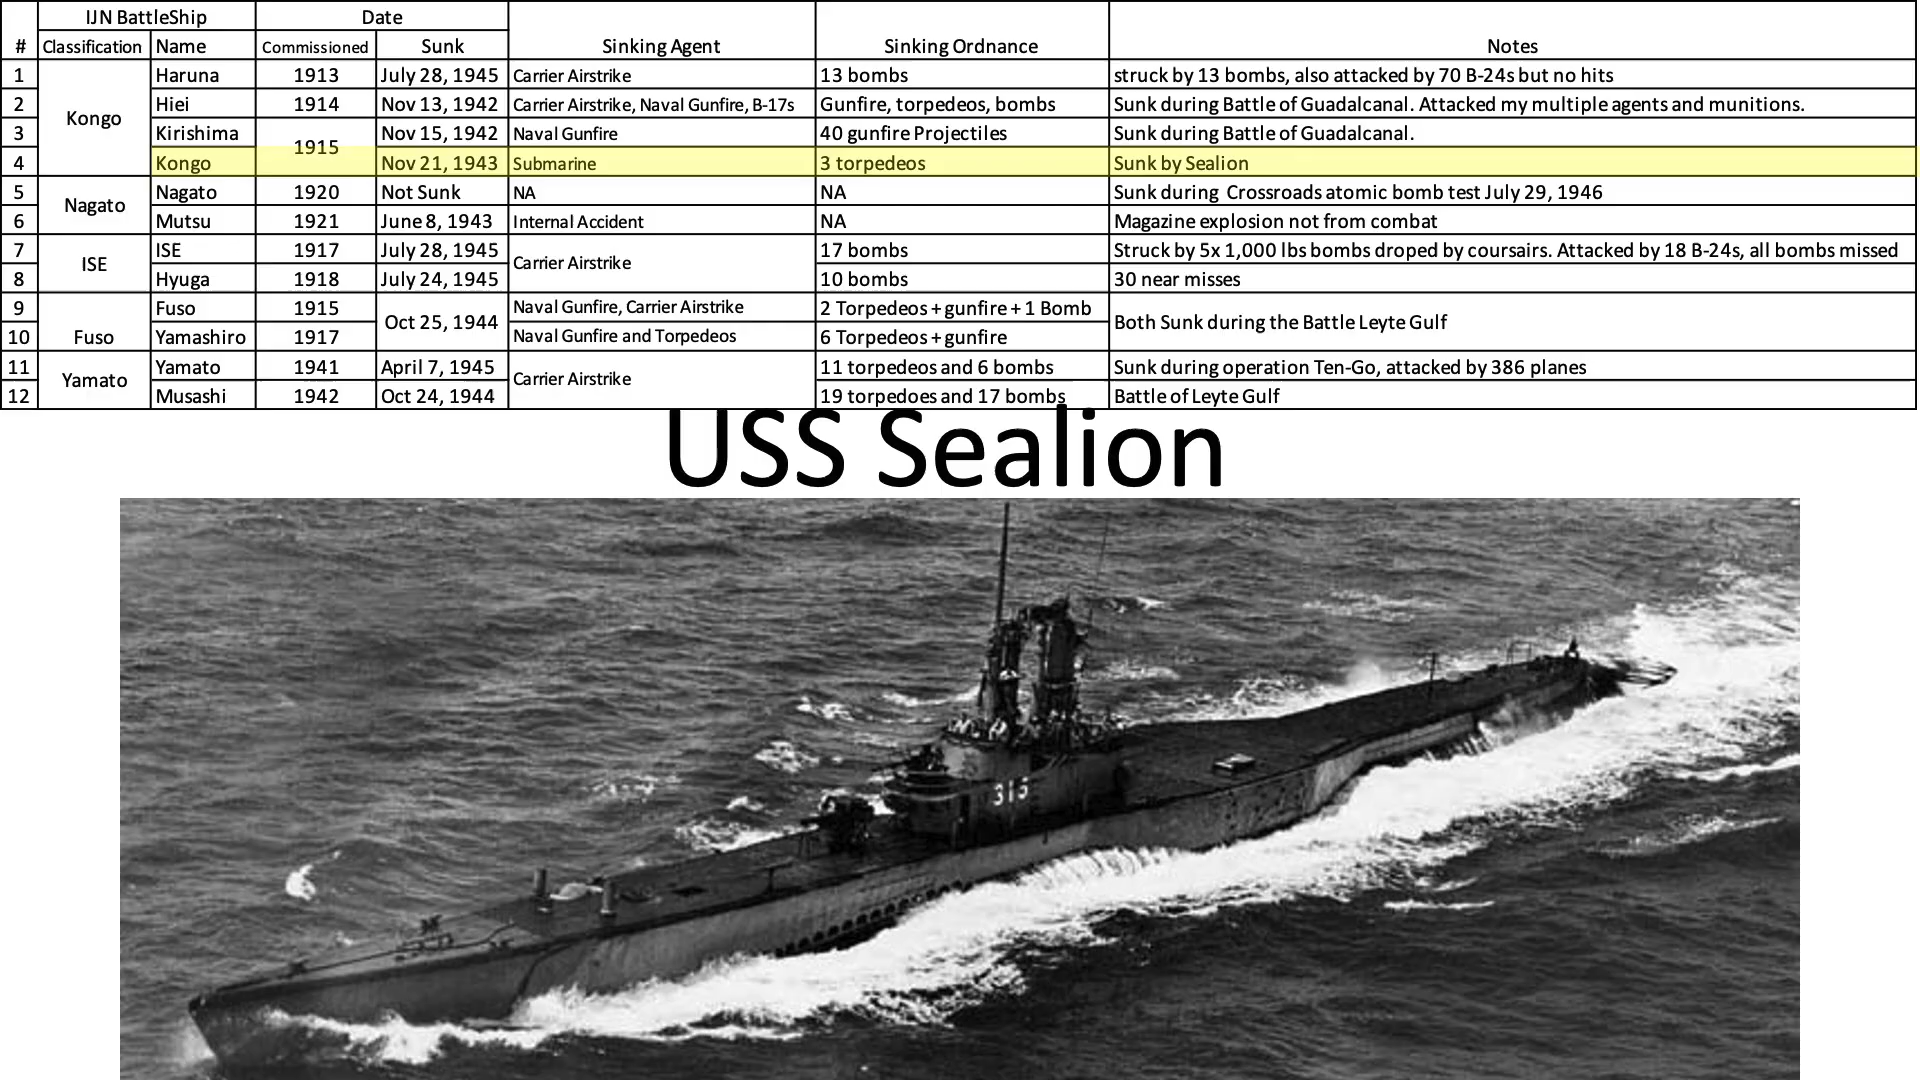 IJN BattleShip Date
# Classification Name Commissioned Sunk Sinking Agent Sinking Ordnance Notes
1 Kongo Haruna 1913 July 28, 1945 Carrier Airstrike 13 bombs struck by 13 bombs, also attacked by 70 B-24s but no hits
2 Hiei 1914 Nov 13, 1942 Carrier Airstrike, Naval Gunfire, B-17s Gunfire, torpedeos, bombs Sunk during Battle of Guadalcanal. Attacked my multiple agents and munitions.
3 Kirishima 1915 Nov 15, 1942 Naval Gunfire 40 gunfire Projectiles Sunk during Battle of Guadalcanal.
4 Kongo Nov 21, 1943 Submarine 3 torpedeos Sunk by Sealion
5 Nagato Nagato 1920 Not Sunk NA NA Sunk during Crossroads atomic bomb test July 29, 1946
6 Mutsu 1921 June 8, 1943 Internal Accident NA Magazine explosion not from combat
7 ISE ISE 1917 July 28, 1945 Carrier Airstrike 17 bombs Struck by 5x 1,000 lbs bombs droped by coursairs. Attacked by 18 B-24s, all bombs missed
8 Hyuga 1918 July 24, 1945 10 bombs 30 near misses
9 Fuso 1915 Oct 25, 1944 Naval Gunfire, Carrier Airstrike 2 Torpedeos + gunfire + 1 Bomb Both Sunk during the Battle Leyte Gulf
10 Fuso Yamashiro 1917 Naval Gunfire and Torpedeos 6 Torpedeos + gunfire
11 Yamato Yamato 1941 April 7, 1945 Carrier Airstrike 11 torpedeos and 6 bombs Sunk during operation Ten-Go, attacked by 386 planes
12 Musashi 1942 Oct 24, 1944 19 torpedoes and 17 bombs Battle of Leyte Gulf
USS Sealion
315